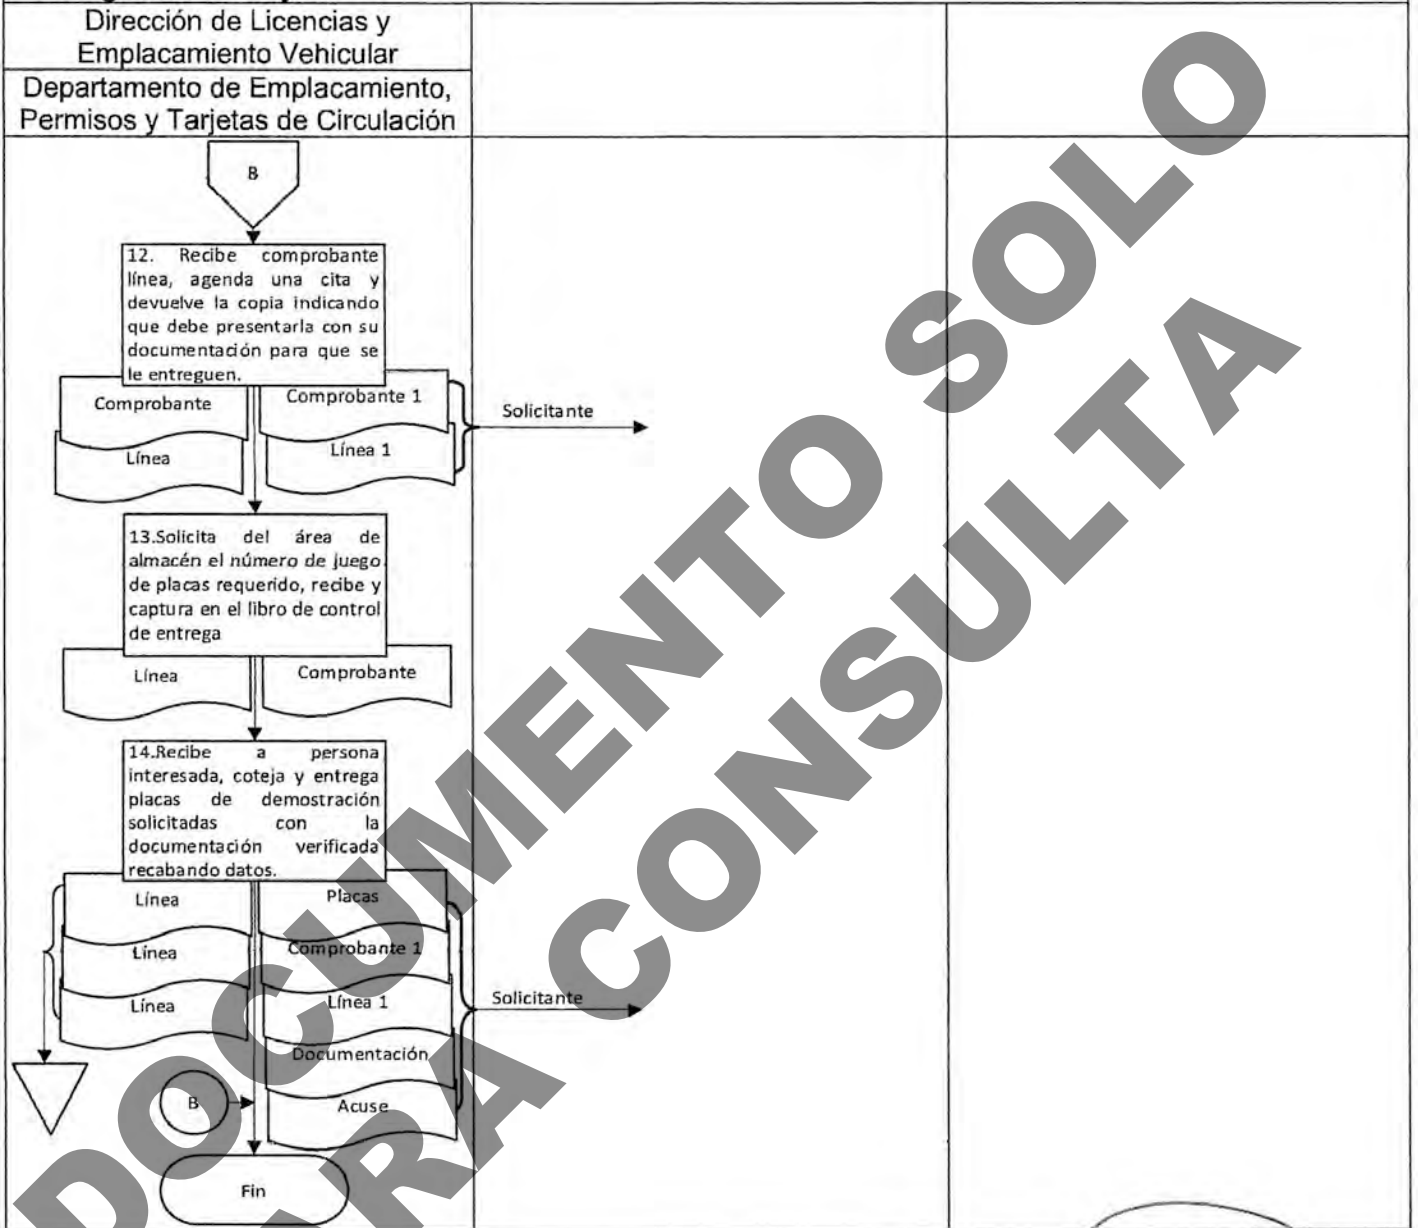 Dirección de Licencias y
Emplacamiento Vehicular
Departamento de Emplacamiento,
Permisos y Tarjetas de Circulación
B
12. Recibe comprobante
línea, agenda una cita y
devuelve la copia indicando
que debe presentarla con su
documentación para que se
le entreguen.
Comprobante
Comprobante 1
Línea
Línea 1
Solicitante
13.Solicita del área de
almacén el número de juego
de placas requerido, recibe y
captura en el libro de control
de entrega
Línea
Comprobante
14.Recibe a persona
interesada, coteja y entrega
placas de demostración
solicitadas con la
documentación verificada
recabando datos.
Línea
Placas
Línea
Comprobante 1
Línea
Línea 1
Solicitante
Documentación
B
Acuse
Fin
DOCUMENTO SOLO
PARA CONSULTA